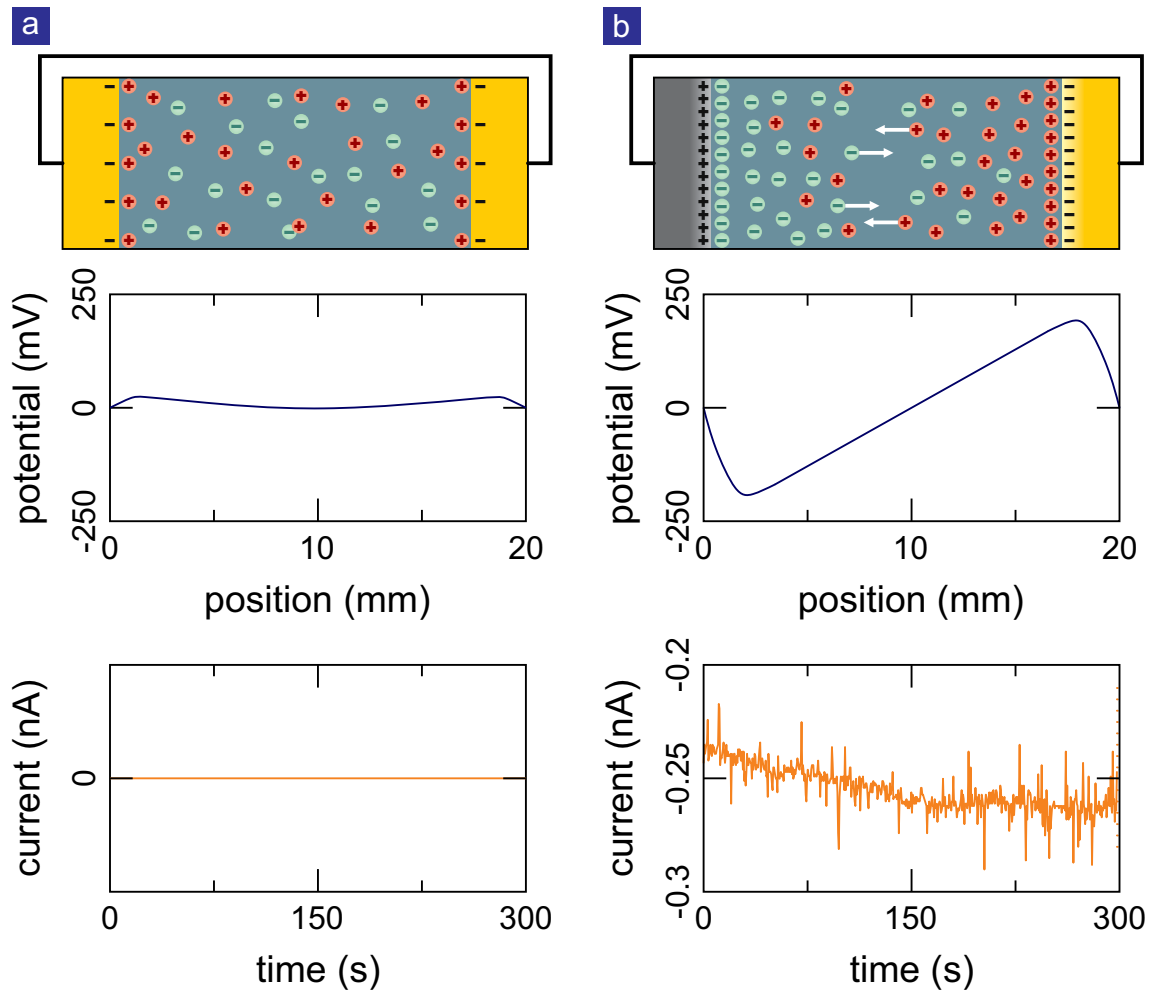 a
b
250
0
-250
potential (mV)
0
10
20
position (mm)
250
0
-250
potential (mV)
0
10
20
position (mm)
0
current (nA)
0
150
300
time (s)
-0.2
-0.25
-0.3
current (nA)
0
150
300
time (s)